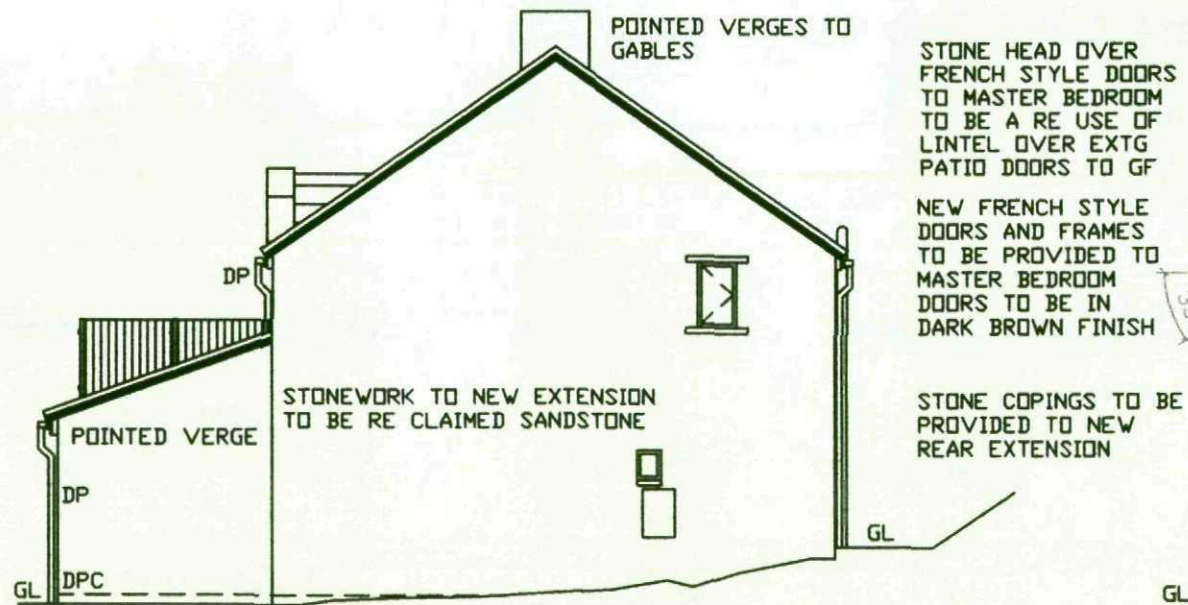 POINTED VERGES TO
GABLES
STONE HEAD OVER
FRENCH STYLE DOORS
TO MASTER BEDROOM
TO BE A RE USE OF
LINTEL OVER EXTG
PATIO DOORS TO GF
NEW FRENCH STYLE
DOORS AND FRAMES
TO BE PROVIDED TO
MASTER BEDROOM
DOORS TO BE IN
DARK BROWN FINISH
DP
STONEWORK TO NEW EXTENSION
TO BE RE CLAIMED SANDSTONE
STONE COPINGS TO BE
PROVIDED TO NEW
REAR EXTENSION
POINTED VERGE
DP
GL
DPC
GL
GL